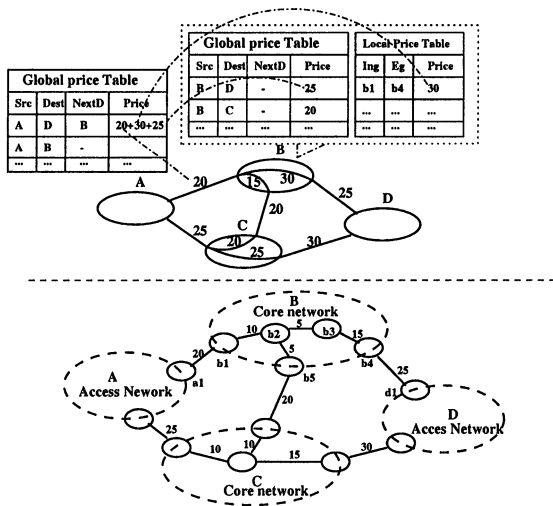 Global price Table
Src Dest NextD Price
B D - 25
B C - 20
... ... ... ...
Local Price Table
Ing Eg Price
b1 b4 30
... ... ...
... ... ...
Global price Table
Src Dest NextD Price
A D B 20+30+25
A B -
... ... ... ...
B
A
20
15
30
25
D
20
C
25
20
25
30
B
Core network
10
5
b3
15
b2
20
b1
5
b4
A
Access Nework
a1
b5
25
d1
20
D
Acces Network
25
10
10
15
30
C
Core network